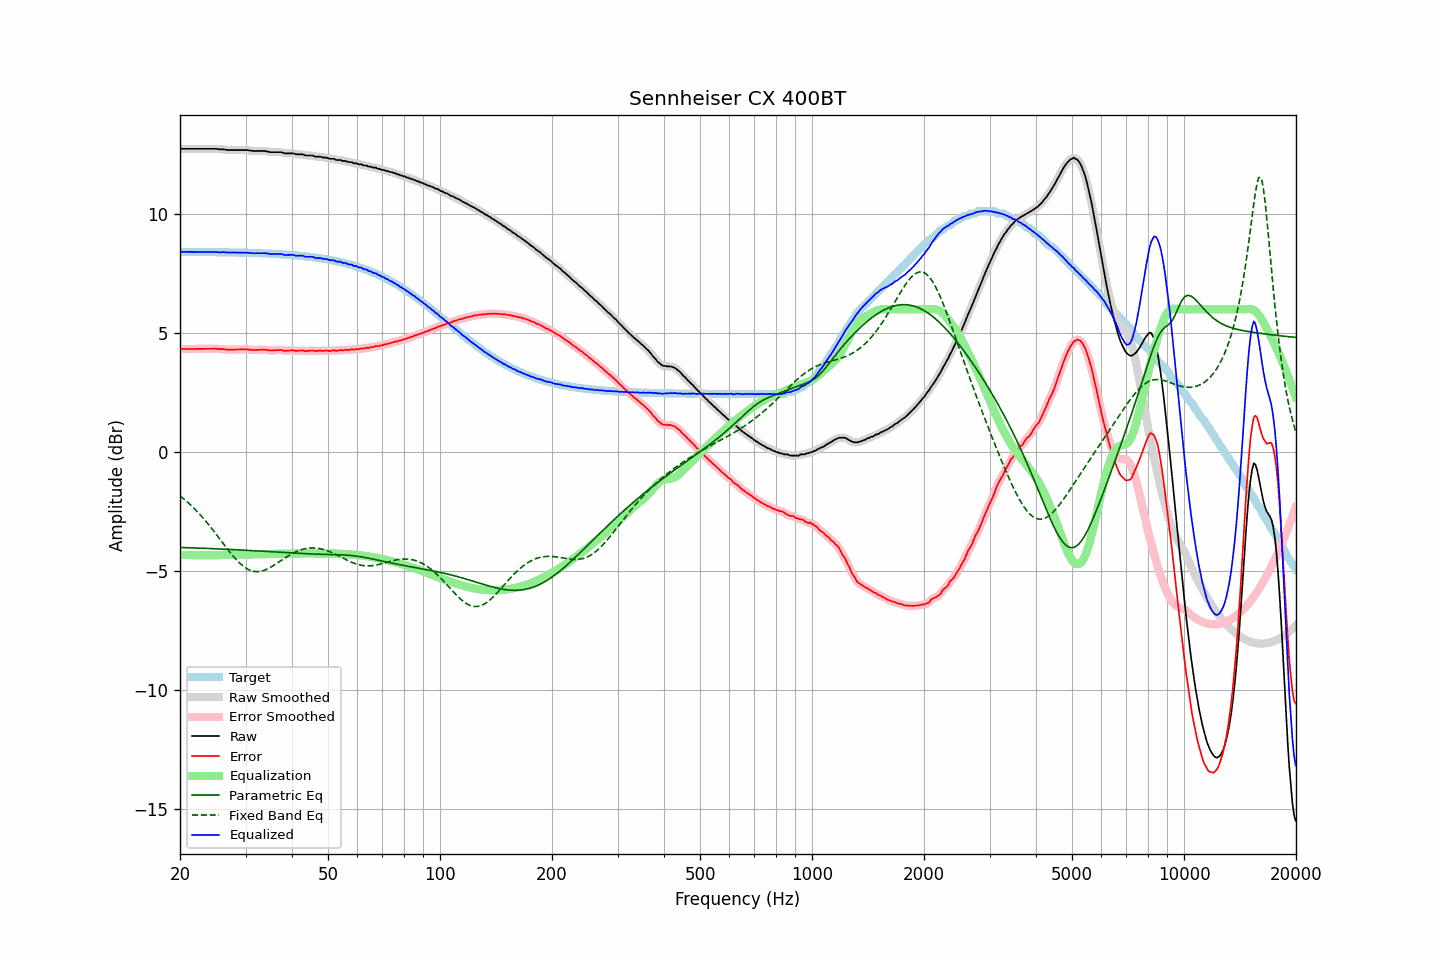 Sennheiser CX 400BT
10
5
0
−5
−10
−15
Amplitude (dBr)
Target
Raw Smoothed
Error Smoothed
Raw
Error
Equalization
Parametric Eq
Fixed Band Eq
Equalized
20 50 100 200 500 1000 2000 5000 10000 20000
Frequency (Hz)